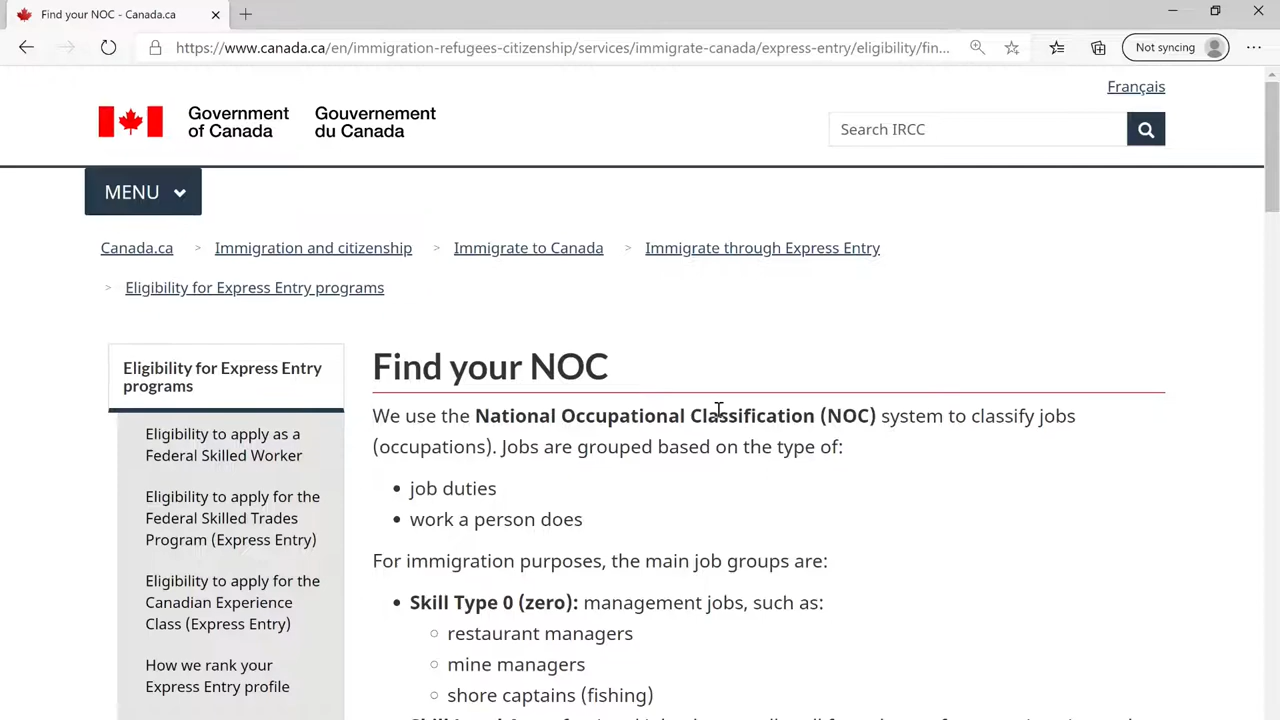 Find your NOC - Canada.ca
https://www.canada.ca/en/immigration-refugees-citizenship/services/immigrate-canada/express-entry/eligibility/fin...
Not syncing
Français
Government of Canada
Gouvernement du Canada
Search IRCC
MENU
Canada.ca > Immigration and citizenship > Immigrate to Canada > Immigrate through Express Entry
> Eligibility for Express Entry programs
Eligibility for Express Entry
programs
Eligibility to apply as a
Federal Skilled Worker
Eligibility to apply for the
Federal Skilled Trades
Program (Express Entry)
Eligibility to apply for the
Canadian Experience
Class (Express Entry)
How we rank your
Express Entry profile
Find your NOC
We use the National Occupational Classification (NOC) system to classify jobs
(occupations). Jobs are grouped based on the type of:
• job duties
• work a person does
For immigration purposes, the main job groups are:
• Skill Type 0 (zero): management jobs, such as:
○ restaurant managers
○ mine managers
○ shore captains (fishing)